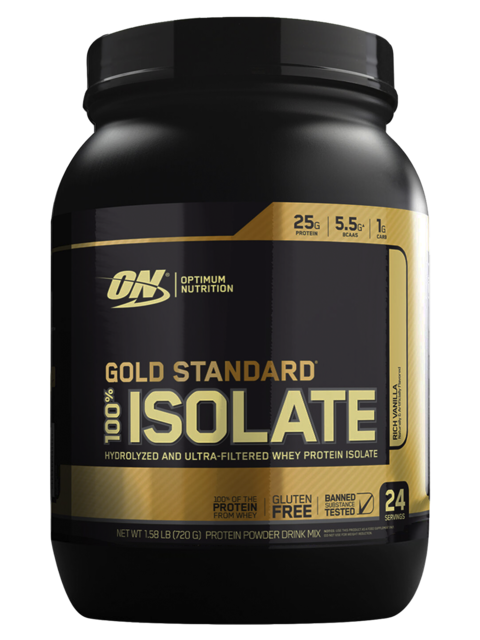 25G PROTEIN
5.5G* BCAAS
1G CARB
ON®
OPTIMUM
NUTRITION
GOLD STANDARD®
100% ISOLATE
HYDROLYZED AND ULTRA-FILTERED WHEY PROTEIN ISOLATE
RICH VANILLA
100% OF THE
PROTEIN
FROM WHEY
GLUTEN
FREE
BANNED
SUBSTANCE
TESTED
24
SERVINGS
NET WT 1.58 LB (720 G) PROTEIN POWDER DRINK MIX